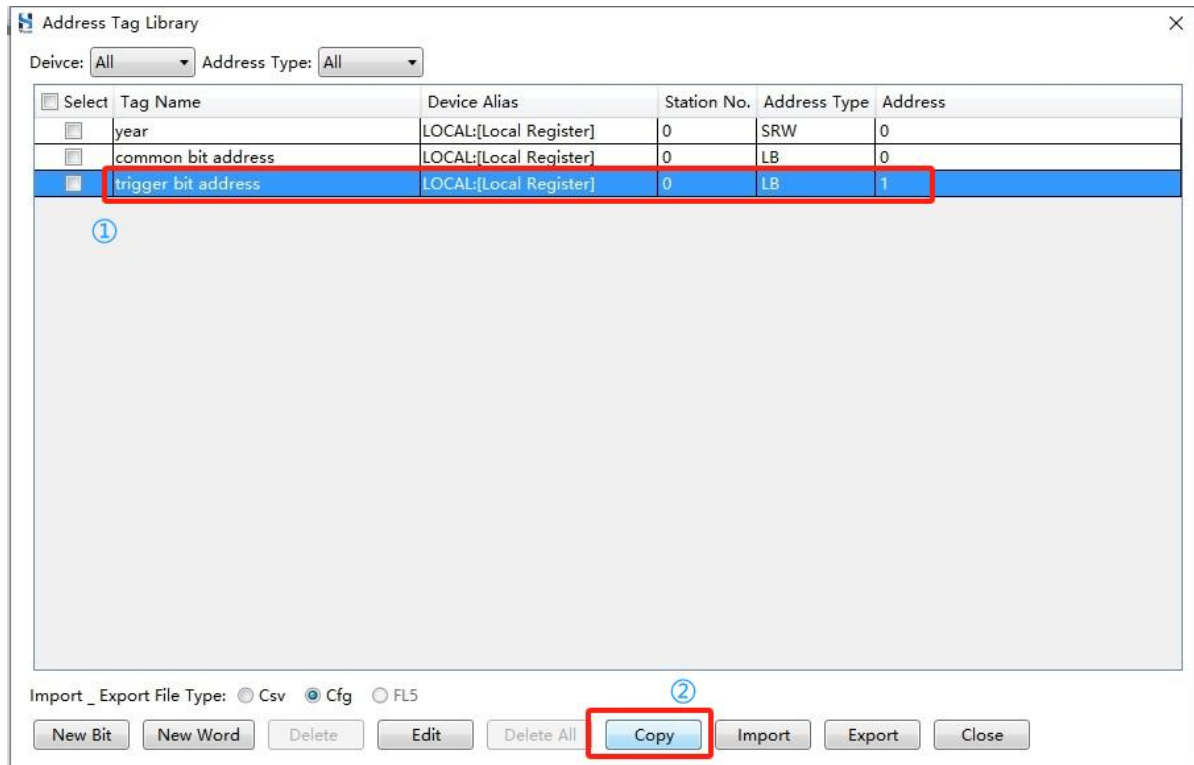 Address Tag Library
Deivce: All Address Type: All
Select Tag Name Device Alias Station No. Address Type Address
year LOCAL:[Local Register] 0 SRW 0
common bit address LOCAL:[Local Register] 0 LB 0
trigger bit address LOCAL:[Local Register] 0 LB 1
①
Import _ Export File Type: Csv Cfg FL5
②
New Bit New Word Delete Edit Delete All Copy Import Export Close